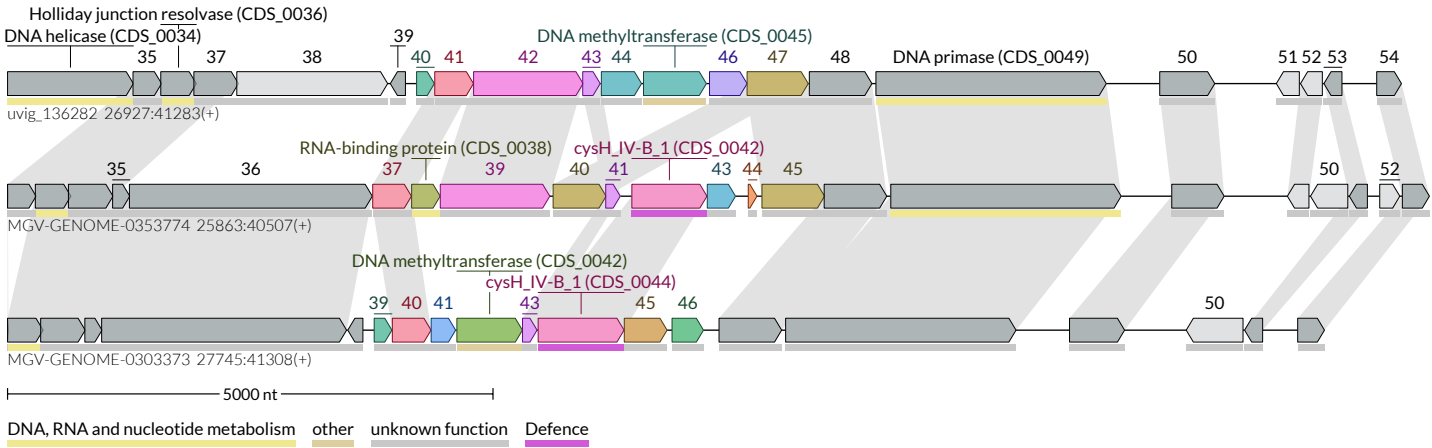 Holliday junction resolvase (CDS_0036)
DNA helicase (CDS_0034) 35 37 38 39 40 41 42 43 44 DNA methyltransferase (CDS_0045) 46 47 48 DNA primase (CDS_0049) 50 51 52 53 54
uvig_136282 26927:41283(+)
RNA-binding protein (CDS_0038) cysH_IV-B_1 (CDS_0042)
35 36 37 39 40 41 43 44 45 50 52
MGV-GENOME-0353774 25863:40507(+)
DNA methyltransferase (CDS_0042)
cysH_IV-B_1 (CDS_0044)
39 40 41 43 45 46 50
MGV-GENOME-0303373 27745:41308(+)
5000 nt
DNA, RNA and nucleotide metabolism other unknown function Defence